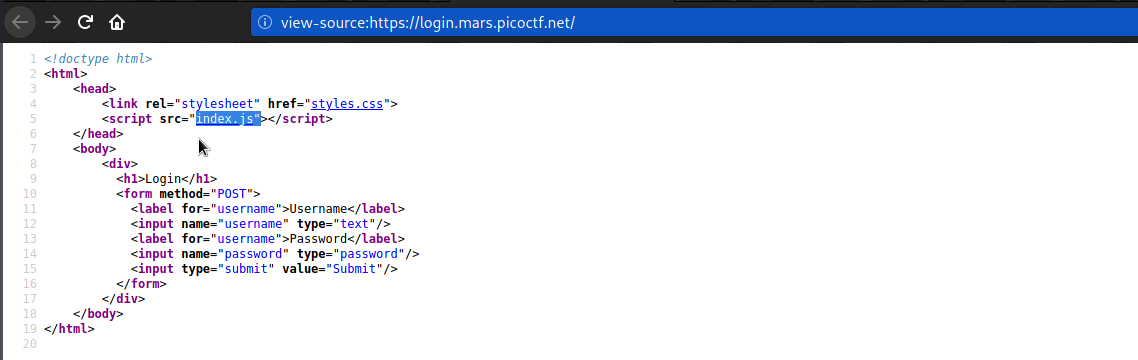 view-source:https://login.mars.picoctf.net/
1 <!doctype html>
2 <html>
3     <head>
4         <link rel="stylesheet" href="styles.css">
5         <script src="index.js"></script>
6     </head>
7     <body>
8         <div>
9           <h1>Login</h1>
10           <form method="POST">
11             <label for="username">Username</label>
12             <input name="username" type="text"/>
13             <label for="username">Password</label>
14             <input name="password" type="password"/>
15             <input type="submit" value="Submit"/>
16           </form>
17         </div>
18     </body>
19 </html>
20